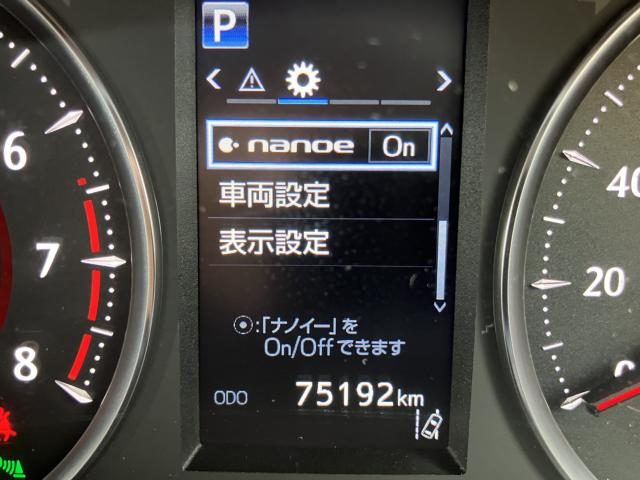 P
nanoe On
車両設定
表示設定
:「ナノイー」を
On/Offできます
ODO 75192km
6
7
8
40
20
0